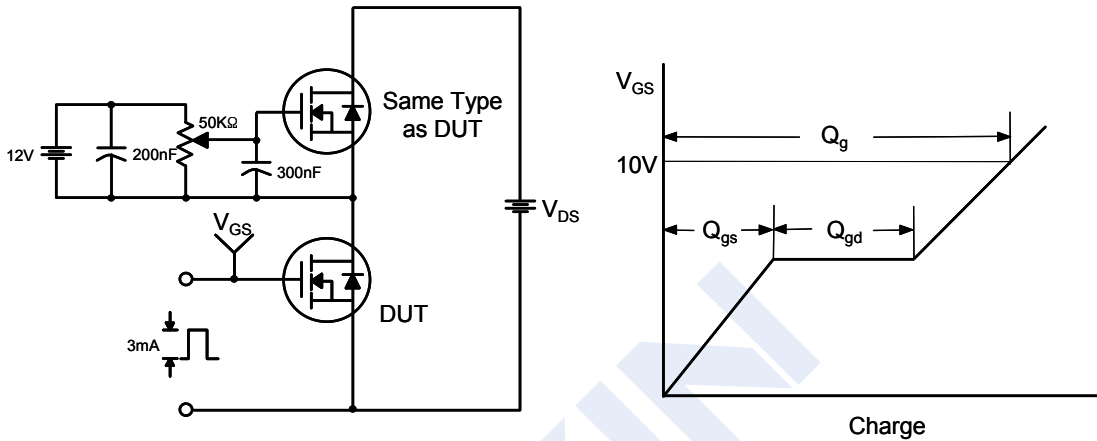 12V
200nF
50KΩ
300nF
Same Type
as DUT
V_DS
V_GS
DUT
3mA
V_GS
10V
Q_g
Q_gs
Q_gd
Charge